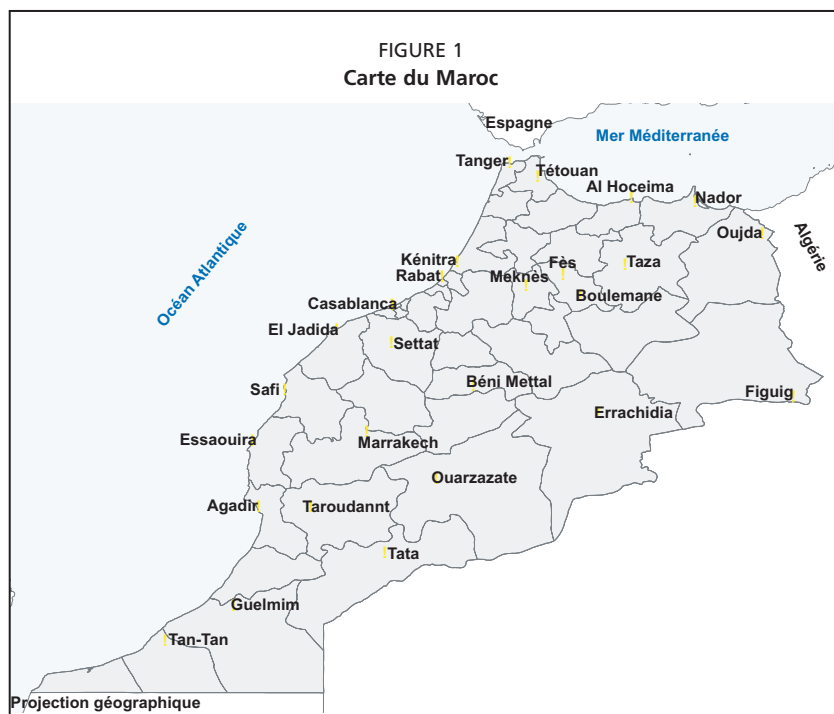 FIGURE 1
Carte du Maroc
Espagne
Mer Méditerranée
Tanger
Tétouan
Al Hoceima
Nador
Oujda
Algérie
Océan Atlantique
Kénitra
Rabat
Meknès
Fès
Taza
Boulemane
Casablanca
El Jadida
Settat
Safi
Béni Mettal
Figuig
Errachidia
Essaouira
Marrakech
Ouarzazate
Agadir
Taroudannt
Tata
Guelmim
Tan-Tan
Projection géographique